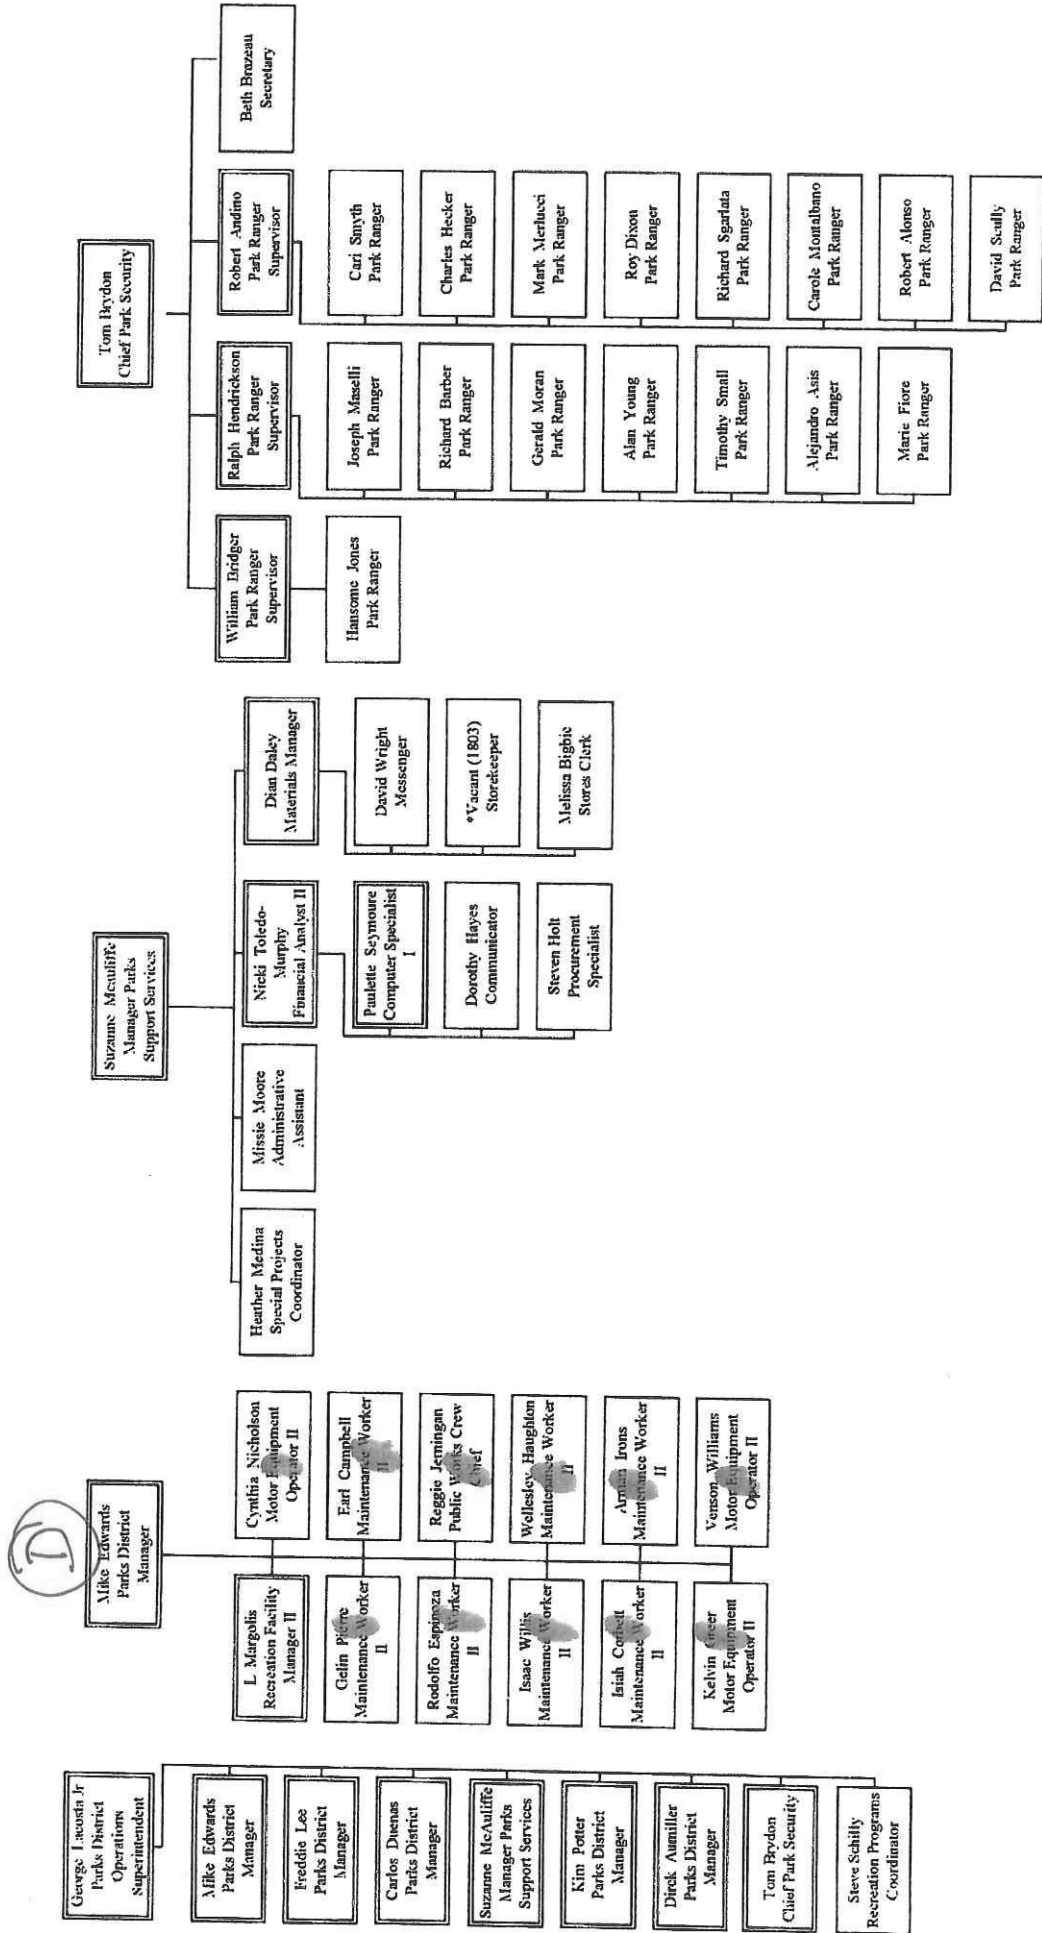 George Lacosta Jr
Parks District
Operations
Superintendent
Mike Edwards
Parks District
Manager
Freddie Lee
Parks District
Manager
Carlos Duenas
Parks District
Manager
Suzanne McAuliffe
Manager Parks
Support Services
Kim Potter
Parks District
Manager
Dirck Aumiller
Parks District
Manager
Tom Brydon
Chief Park Security
Steve Schilly
Recreation Programs
Coordinator
D
Mike Edwards
Parks District
Manager
L Margolis
Recreation Facility
Manager II
Cynthia Nicholson
Motor Equipment
Operator II
Gelin Pierre
Maintenance Worker
II
Earl Campbell
Maintenance Worker
II
Rodolfo Espinoza
Maintenance Worker
II
Reggie Jerningan
Public Works Crew
Chief
Isaac Willis
Maintenance Worker
II
Wellesley Haughton
Maintenance Worker
II
Isiah Corbett
Maintenance Worker
II
Irons
Maintenance Worker
II
Kelvin Greer
Motor Equipment
Operator II
Venson Williams
Motor Equipment
Operator II
Suzanne Mcauliffe
Manager Parks
Support Services
Heather Medina
Special Projects
Coordinator
Missie Moore
Administrative
Assistant
Nicki Toledo-
Murphy
Financial Analyst II
Dian Daley
Materials Manager
Paulette Seymoure
Computer Specialist
I
Dorothy Hayes
Communicator
Steven Holt
Procurement
Specialist
David Wright
Messenger
*Vacant (1803)
Storekeeper
Melissa Bigbie
Stores Clerk
Tom Brydon
Chief Park Security
William Bridger
Park Ranger
Supervisor
Ralph Hendrickson
Park Ranger
Supervisor
Robert Andino
Park Ranger
Supervisor
Beth Brazeau
Secretary
Hansome Jones
Park Ranger
Joseph Maselli
Park Ranger
Richard Barber
Park Ranger
Gerald Moran
Park Ranger
Alan Young
Park Ranger
Timothy Small
Park Ranger
Alejandro Asis
Park Ranger
Marie Fiore
Park Ranger
Cari Smyth
Park Ranger
Charles Hecker
Park Ranger
Mark Merlucci
Park Ranger
Roy Dixon
Park Ranger
Richard Sgarlata
Park Ranger
Carole Montalbano
Park Ranger
Robert Alonso
Park Ranger
David Scully
Park Ranger